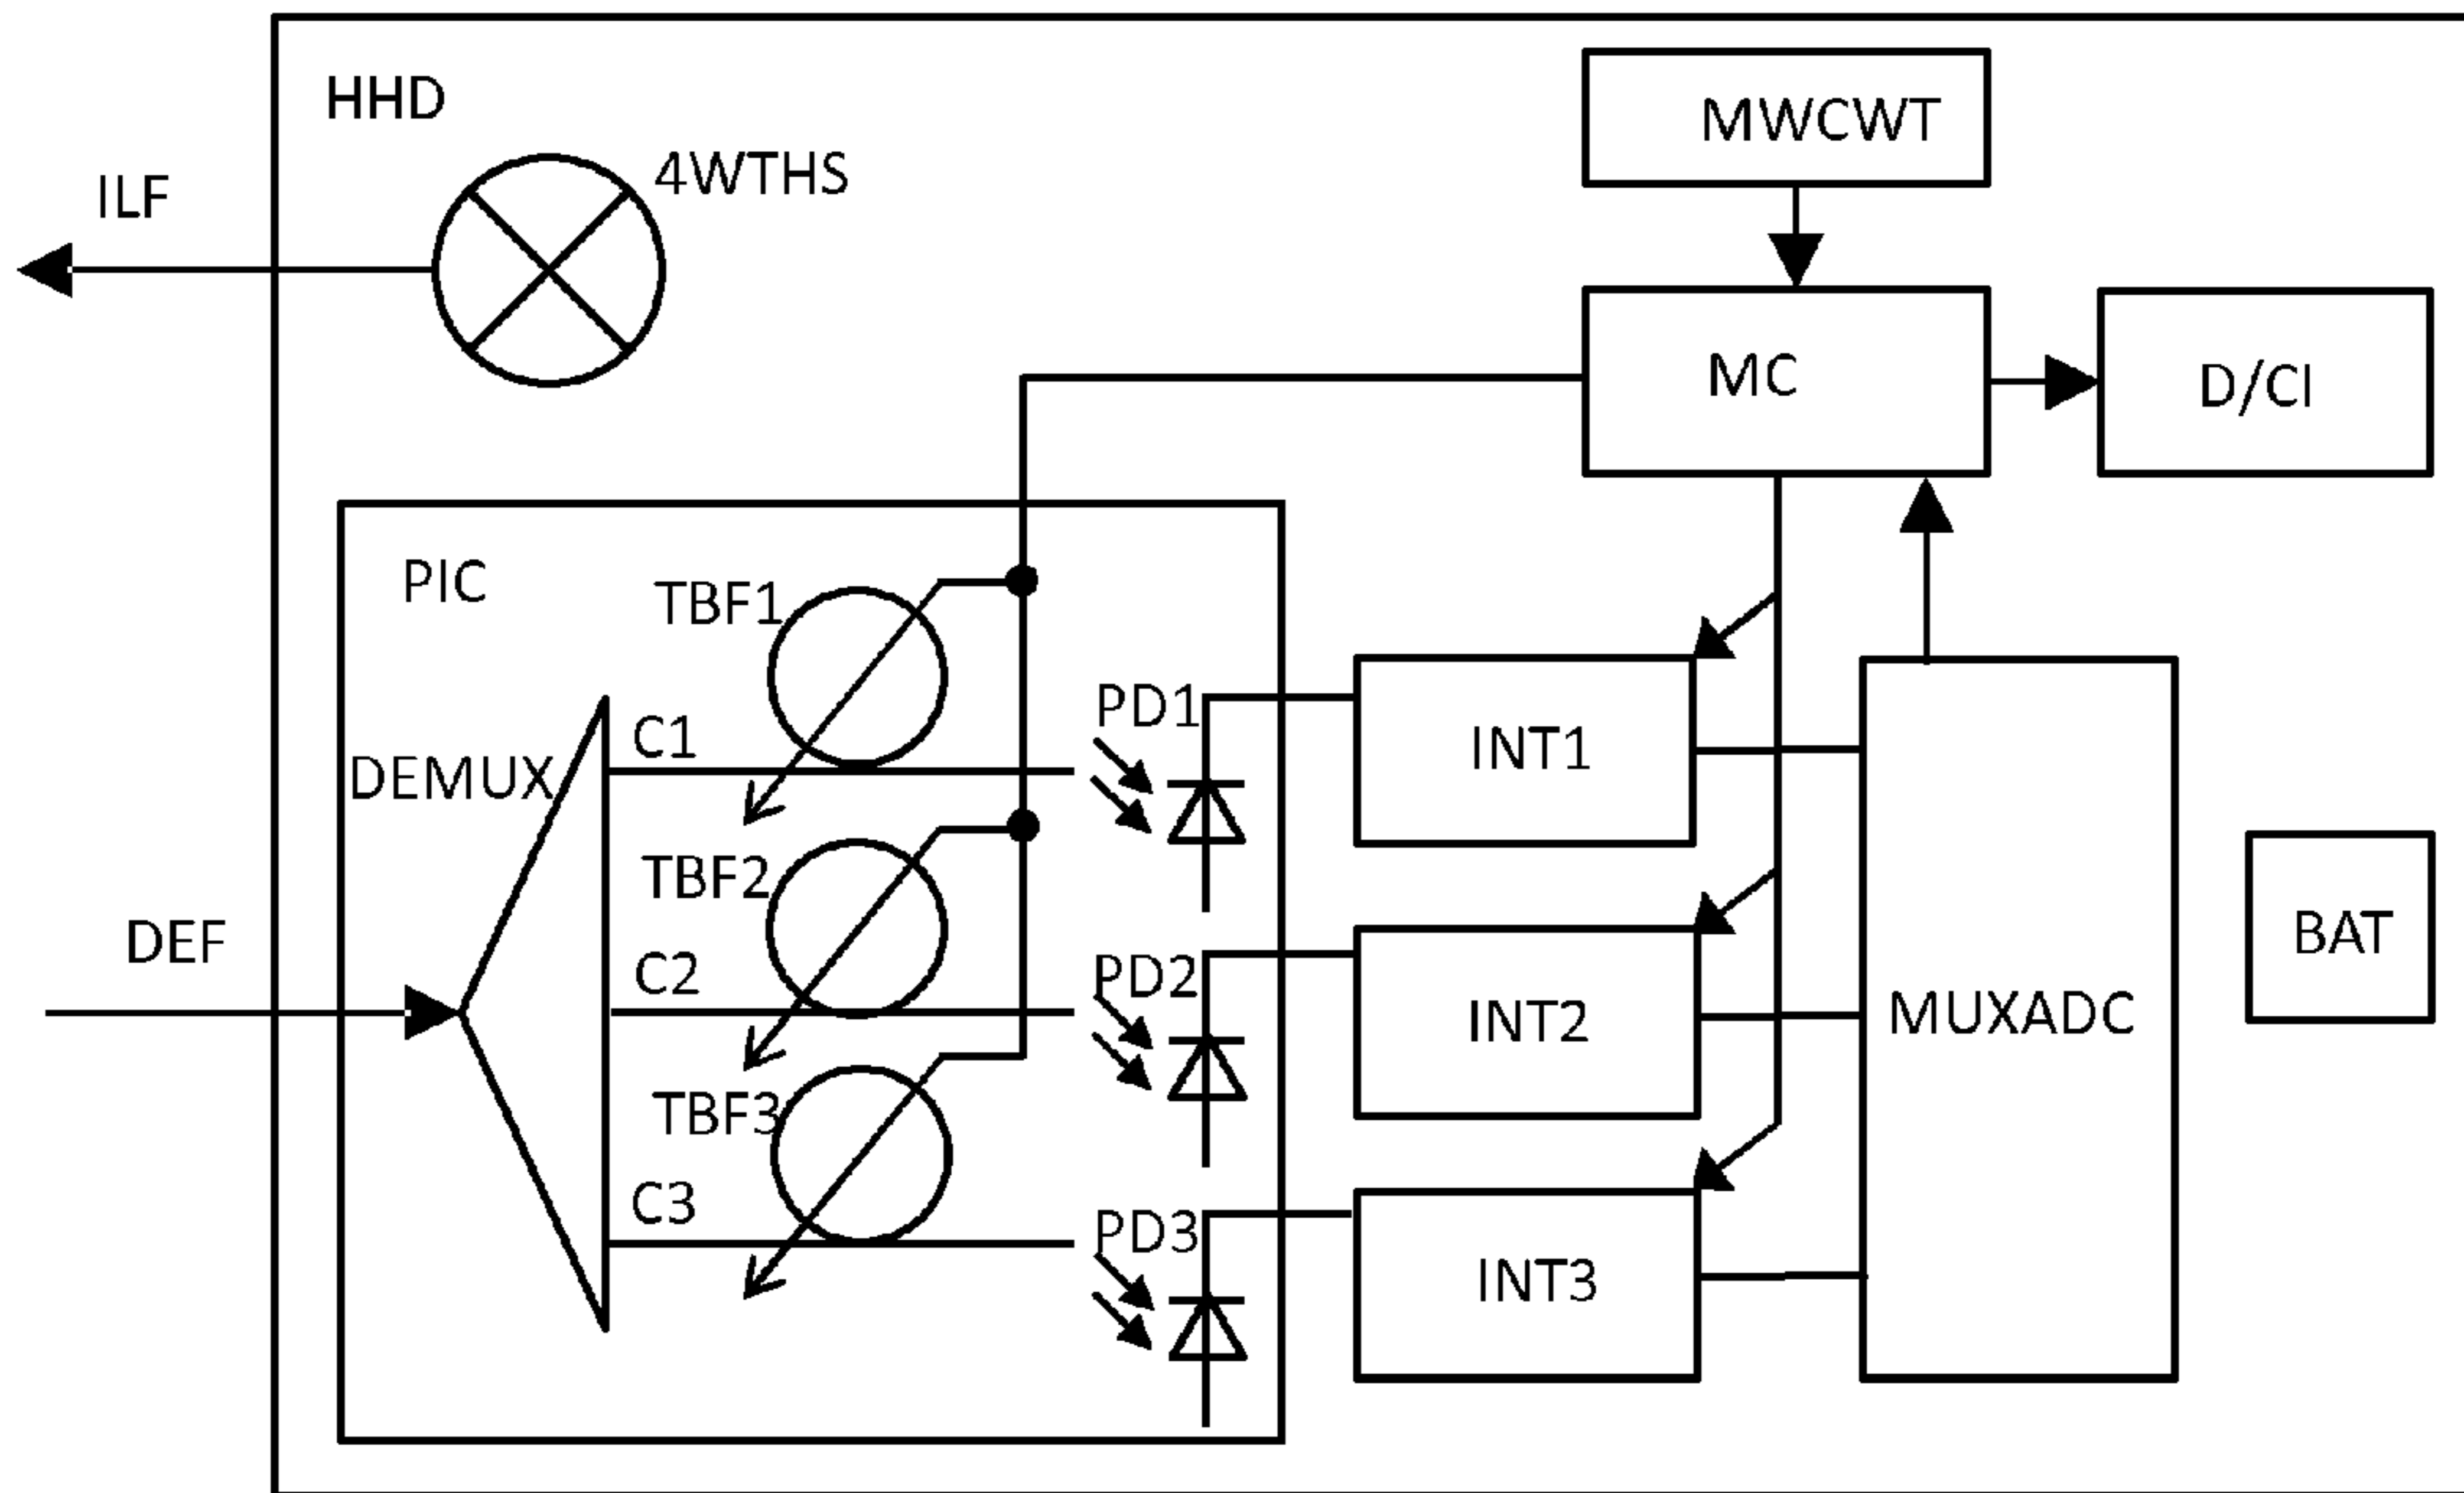 HHD
MWCWT
4WTHS
ILF
MC
D/CI
PIC
TBF1
PD1
C1
INT1
DEMUX
TBF2
BAT
DEF
C2
PD2
INT2
MUXADC
TBF3
C3
PD3
INT3